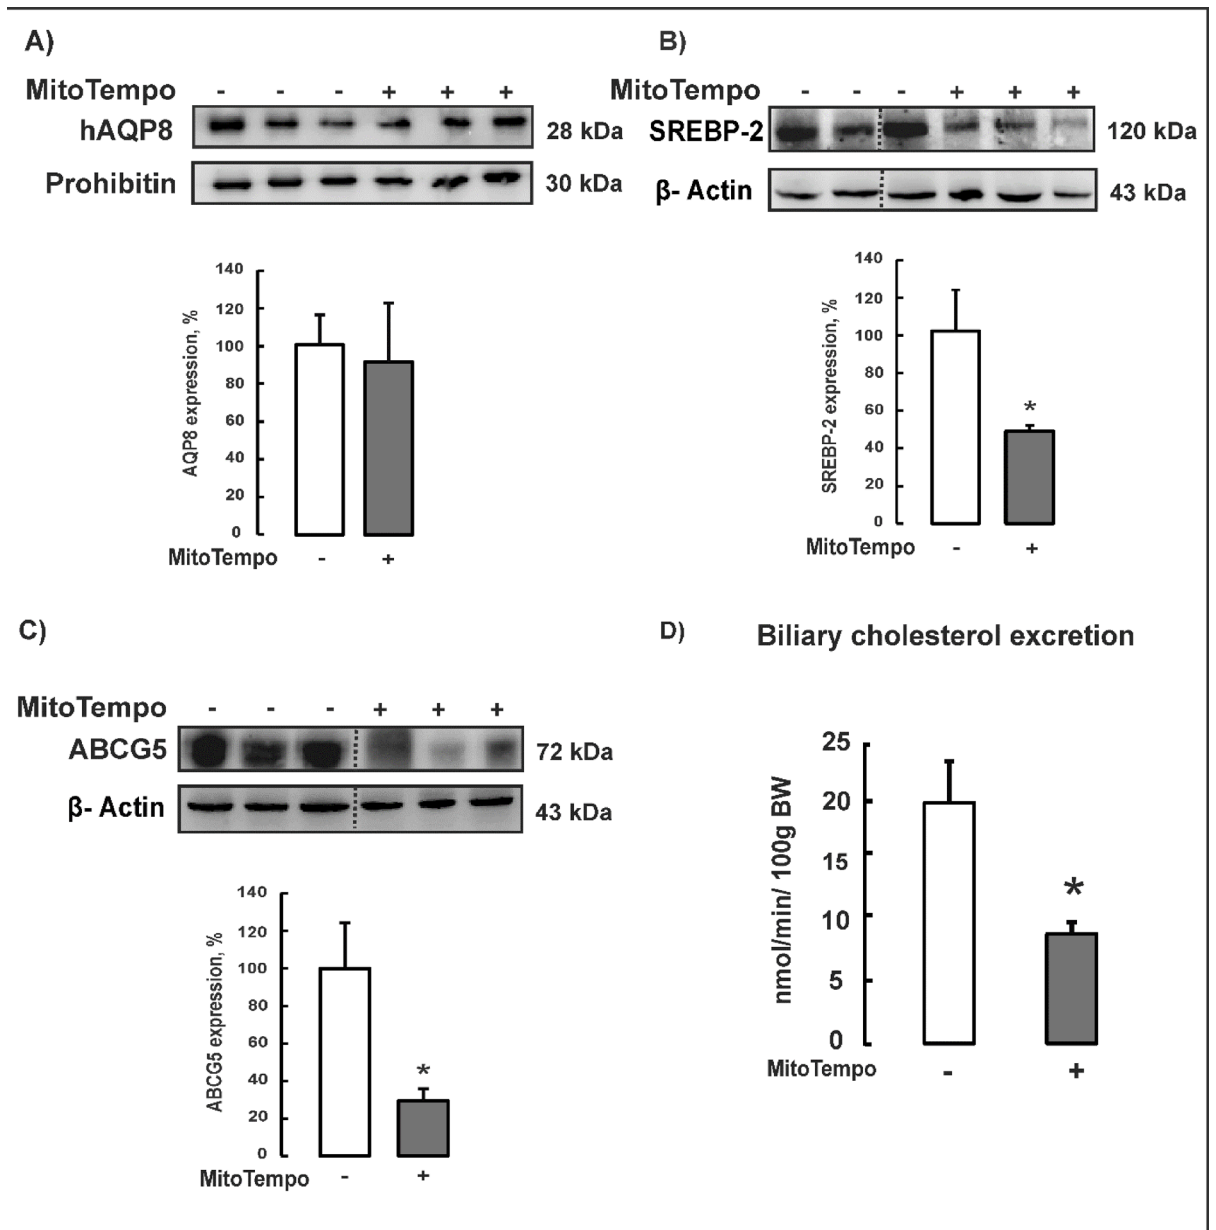 A)
MitoTempo - - - + + +
hAQP8 28 kDa
Prohibitin 30 kDa
140
120
100
80
60
40
20
0
AQP8 expression, %
MitoTempo - +
B)
MitoTempo - - - + + +
SREBP-2 120 kDa
β- Actin 43 kDa
140
120
100
80
60
40
20
0
SREBP-2 expression, %
*
MitoTempo - +
C)
MitoTempo - - - + + +
ABCG5 72 kDa
β- Actin 43 kDa
140
120
100
80
60
40
20
0
ABCG5 expression, %
*
MitoTempo - +
D) Biliary cholesterol excretion
25
20
15
10
5
0
nmol/min/ 100g BW
*
MitoTempo - +